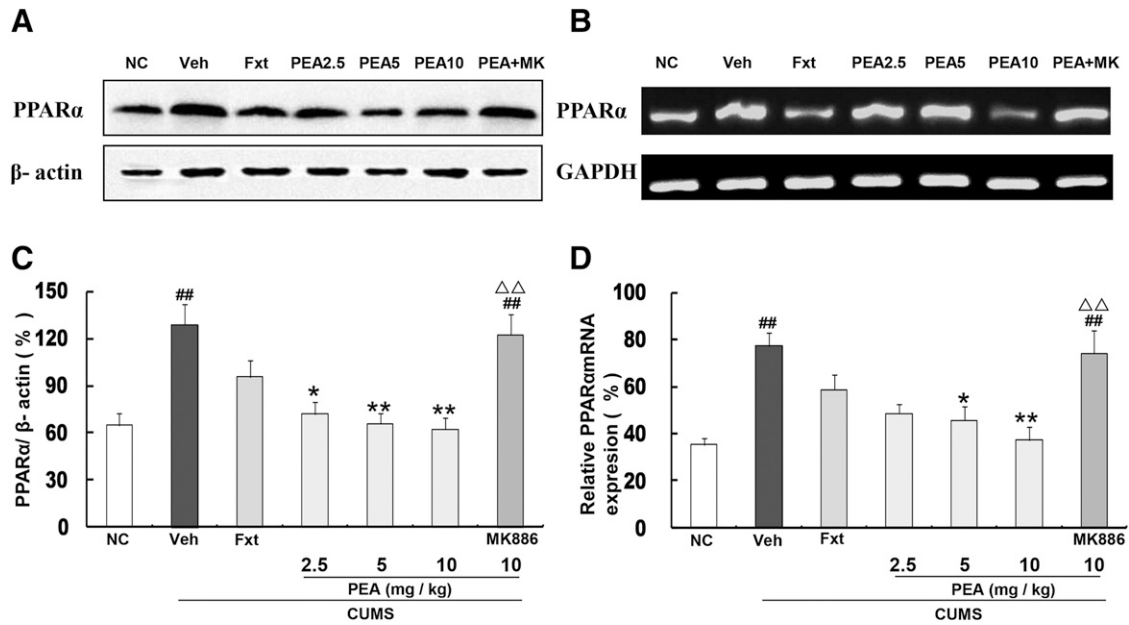 A
NC Veh Fxt PEA2.5 PEA5 PEA10 PEA+MK
PPARα
β- actin
B
NC Veh Fxt PEA2.5 PEA5 PEA10 PEA+MK
PPARα
GAPDH
C
PPARα/ β- actin ( % )
150
120
90
60
30
0
##
*
**
**
△△
##
NC Veh Fxt MK886
2.5 5 10 10
PEA (mg / kg)
CUMS
D
Relative PPARαmRNA
expresion ( % )
100
80
60
40
20
0
##
*
**
△△
##
NC Veh Fxt MK886
2.5 5 10 10
PEA (mg / kg)
CUMS